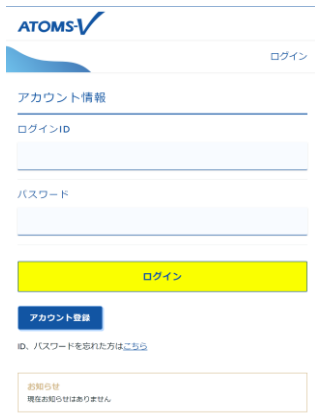 ATOMS-V
ログイン
アカウント情報
ログインID
パスワード
ログイン
アカウント登録
ID、パスワードを忘れた方はこちら
お知らせ
現在お知らせはありません